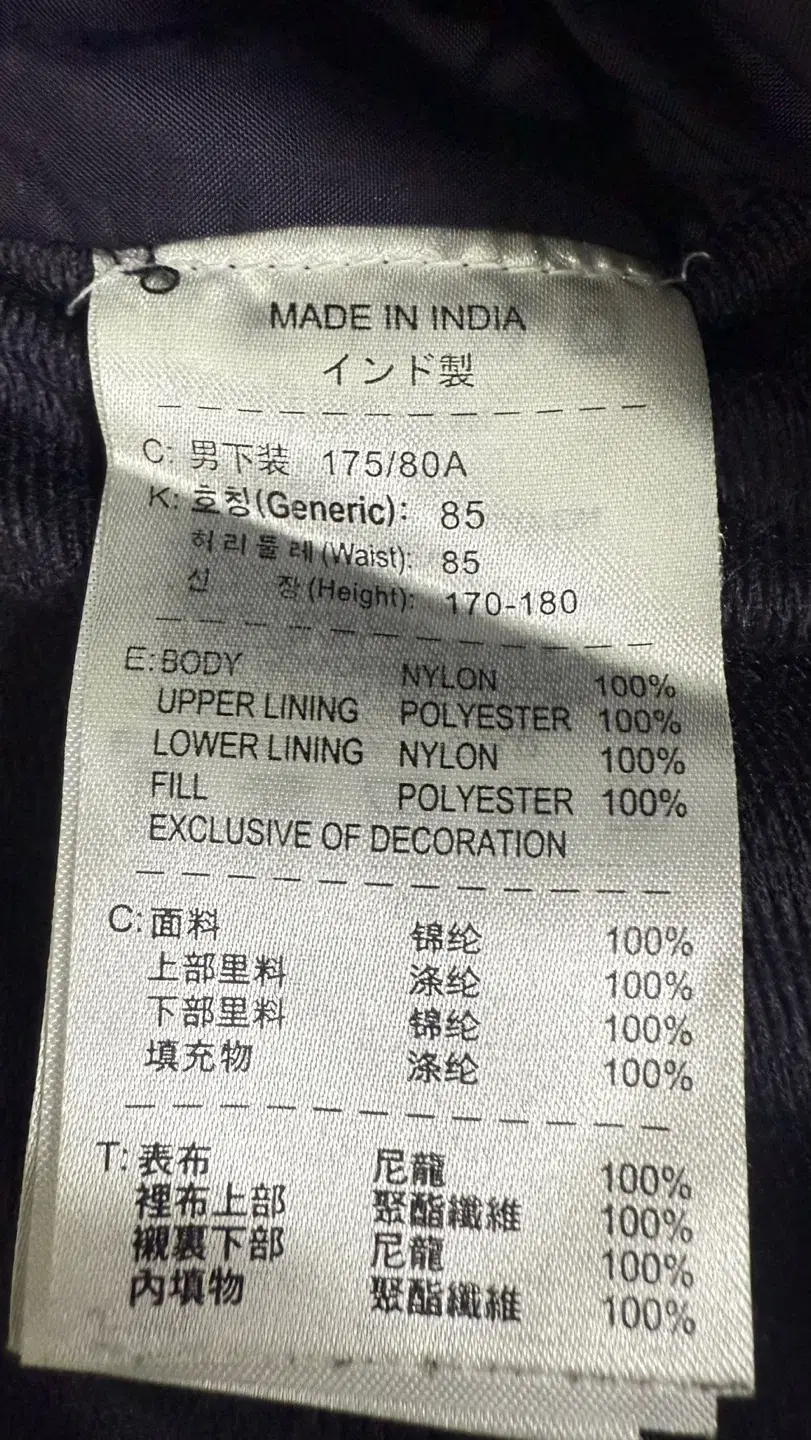 MADE IN INDIA
インド製
C: 男下装 175/80A
K: 호칭(Generic): 85
허리둘레(Waist): 85
신 장(Height): 170-180
E: BODY NYLON 100%
UPPER LINING POLYESTER 100%
LOWER LINING NYLON 100%
FILL POLYESTER 100%
EXCLUSIVE OF DECORATION
C: 面料 锦纶 100%
上部里料 涤纶 100%
下部里料 锦纶 100%
填充物 涤纶 100%
T: 表布 尼龍 100%
裡布上部 聚酯纖維 100%
襯裏下部 尼龍 100%
內填物 聚酯纖維 100%